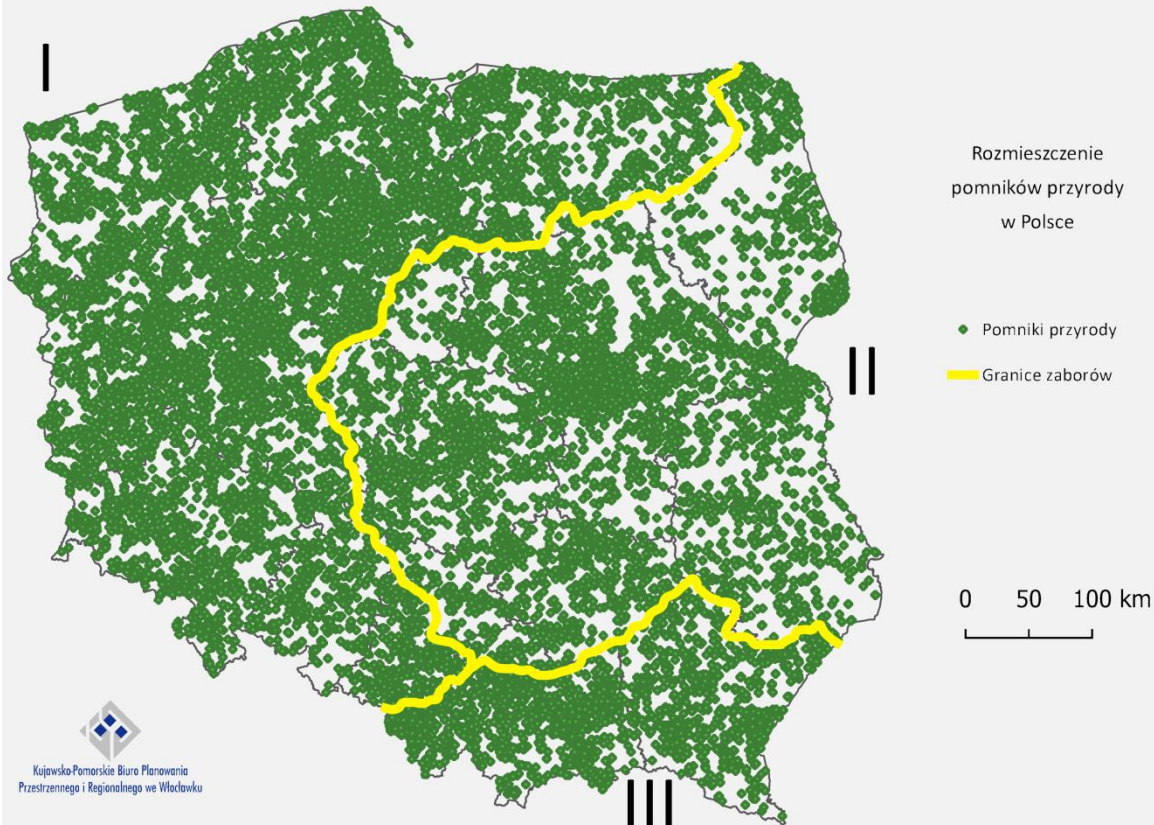 I
Rozmieszczenie
pomników przyrody
w Polsce
Pomniki przyrody
II
Granice zaborów
0 50 100 km
Kujawsko-Pomorskie Biuro Planowania
Przestrzennego i Regionalnego we Włocławku
III